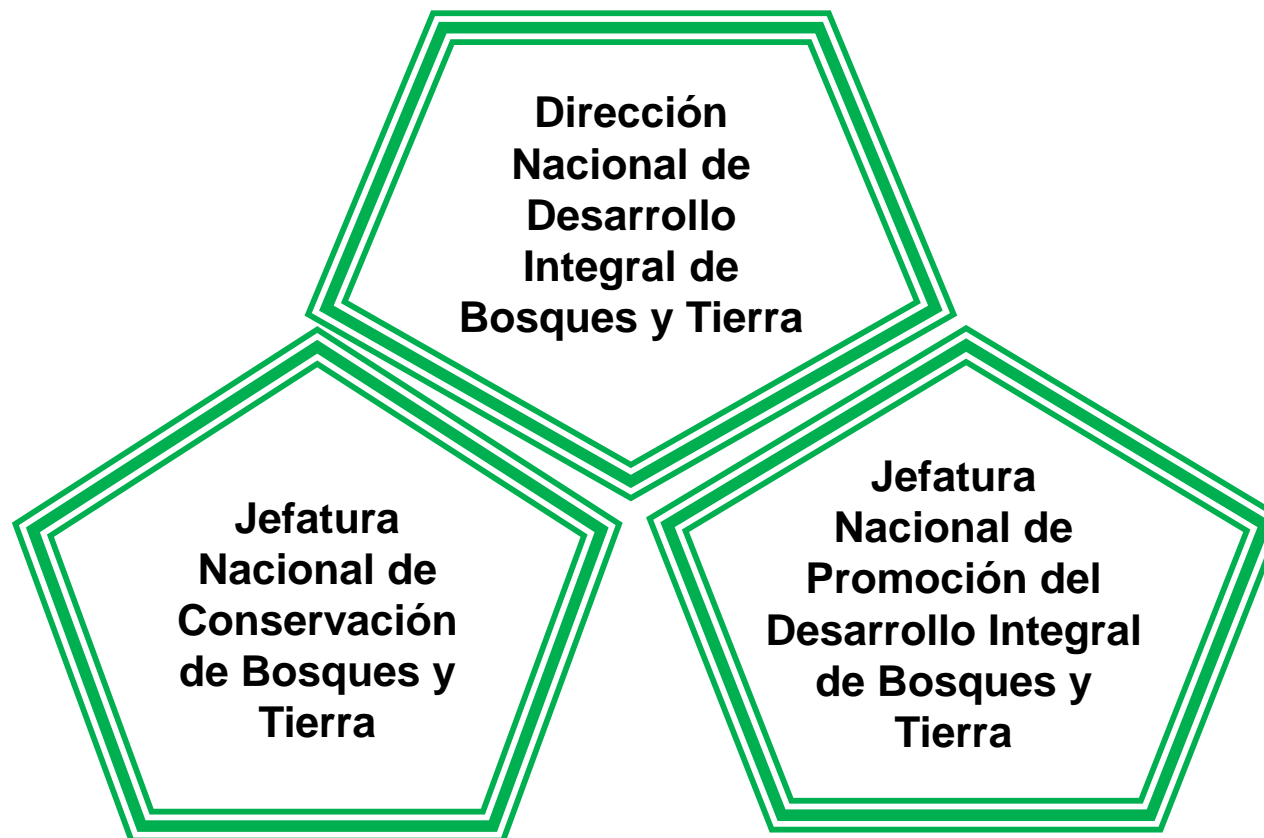 Dirección
Nacional de
Desarrollo
Integral de
Bosques y Tierra
Jefatura
Nacional de
Conservación
de Bosques y
Tierra
Jefatura
Nacional de
Promoción del
Desarrollo Integral
de Bosques y
Tierra